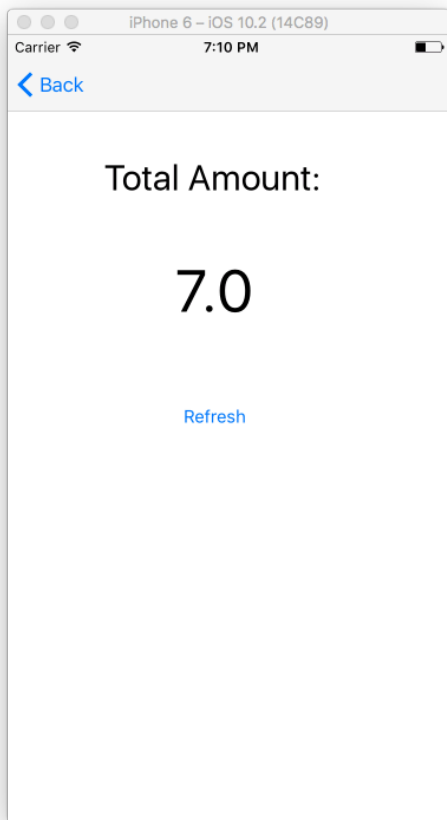 iPhone 6 – iOS 10.2 (14C89)
Carrier 7:10 PM
Back
Total Amount:
7.0
Refresh